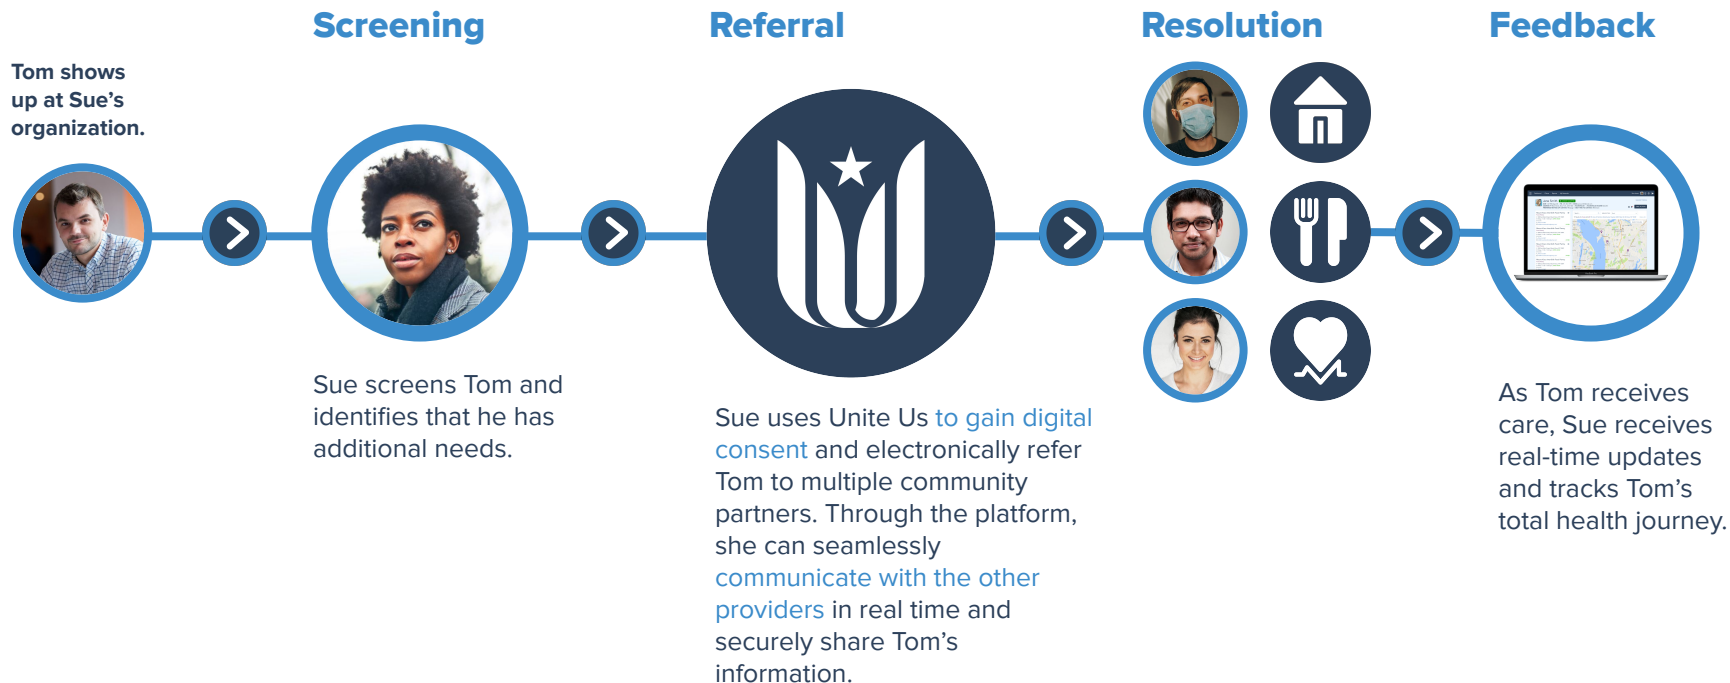 Screening
Referral
Resolution
Feedback
Tom shows
up at Sue's
organization.
Sue screens Tom and
identifies that he has
additional needs.
Sue uses Unite Us to gain digital
consent and electronically refer
Tom to multiple community
partners. Through the platform,
she can seamlessly
communicate with the other
providers in real time and
securely share Tom's
information.
As Tom receives
care, Sue receives
real-time updates
and tracks Tom's
total health journey.